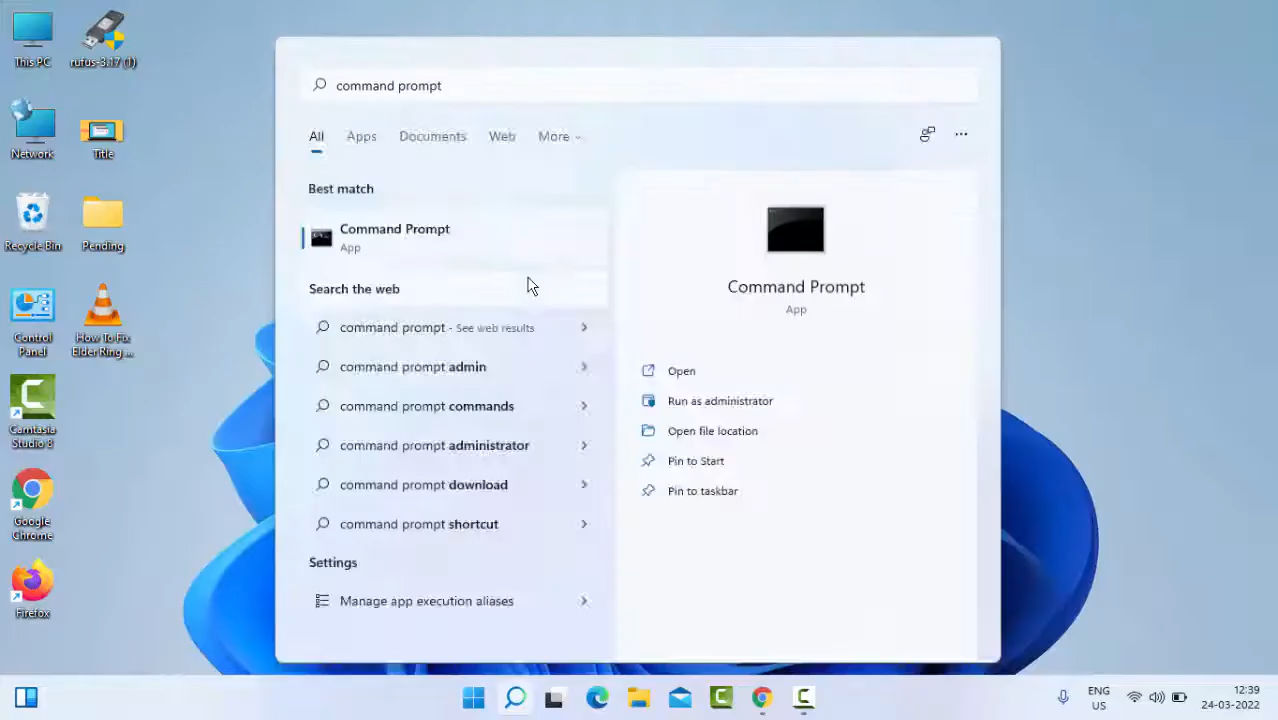 This PC
rufus-3.17 (1)
Network
Title
Recycle Bin
Pending
Control
Panel
How To Fix
Elder Ring ...
Camtasia
Studio 8
Google
Chrome
Firefox
command prompt
All
Apps
Documents
Web
More
Best match
Command Prompt
App
Search the web
command prompt - See web results
command prompt admin
command prompt commands
command prompt administrator
command prompt download
command prompt shortcut
Settings
Manage app execution aliases
Command Prompt
App
Open
Run as administrator
Open file location
Pin to Start
Pin to taskbar
ENG
US
12:39
24-03-2022